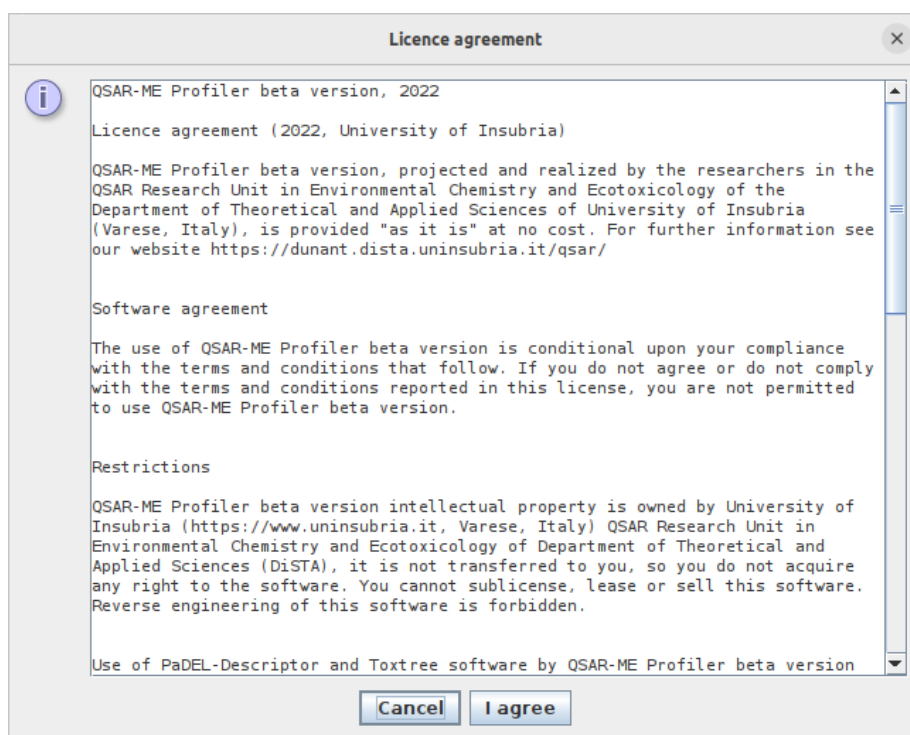 Licence agreement
QSAR-ME Profiler beta version, 2022
Licence agreement (2022, University of Insubria)
QSAR-ME Profiler beta version, projected and realized by the researchers in the
QSAR Research Unit in Environmental Chemistry and Ecotoxicology of the
Department of Theoretical and Applied Sciences of University of Insubria
(Varese, Italy), is provided "as it is" at no cost. For further information see
our website https://dunant.dista.uninsubria.it/qsar/
Software agreement
The use of QSAR-ME Profiler beta version is conditional upon your compliance
with the terms and conditions that follow. If you do not agree or do not comply
with the terms and conditions reported in this license, you are not permitted
to use QSAR-ME Profiler beta version.
Restrictions
QSAR-ME Profiler beta version intellectual property is owned by University of
Insubria (https://www.uninsubria.it, Varese, Italy) QSAR Research Unit in
Environmental Chemistry and Ecotoxicology of Department of Theoretical and
Applied Sciences (DiSTA), it is not transferred to you, so you do not acquire
any right to the software. You cannot sublicense, lease or sell this software.
Reverse engineering of this software is forbidden.
Use of PaDEL-Descriptor and Toxtree software by QSAR-ME Profiler beta version
Cancel
I agree